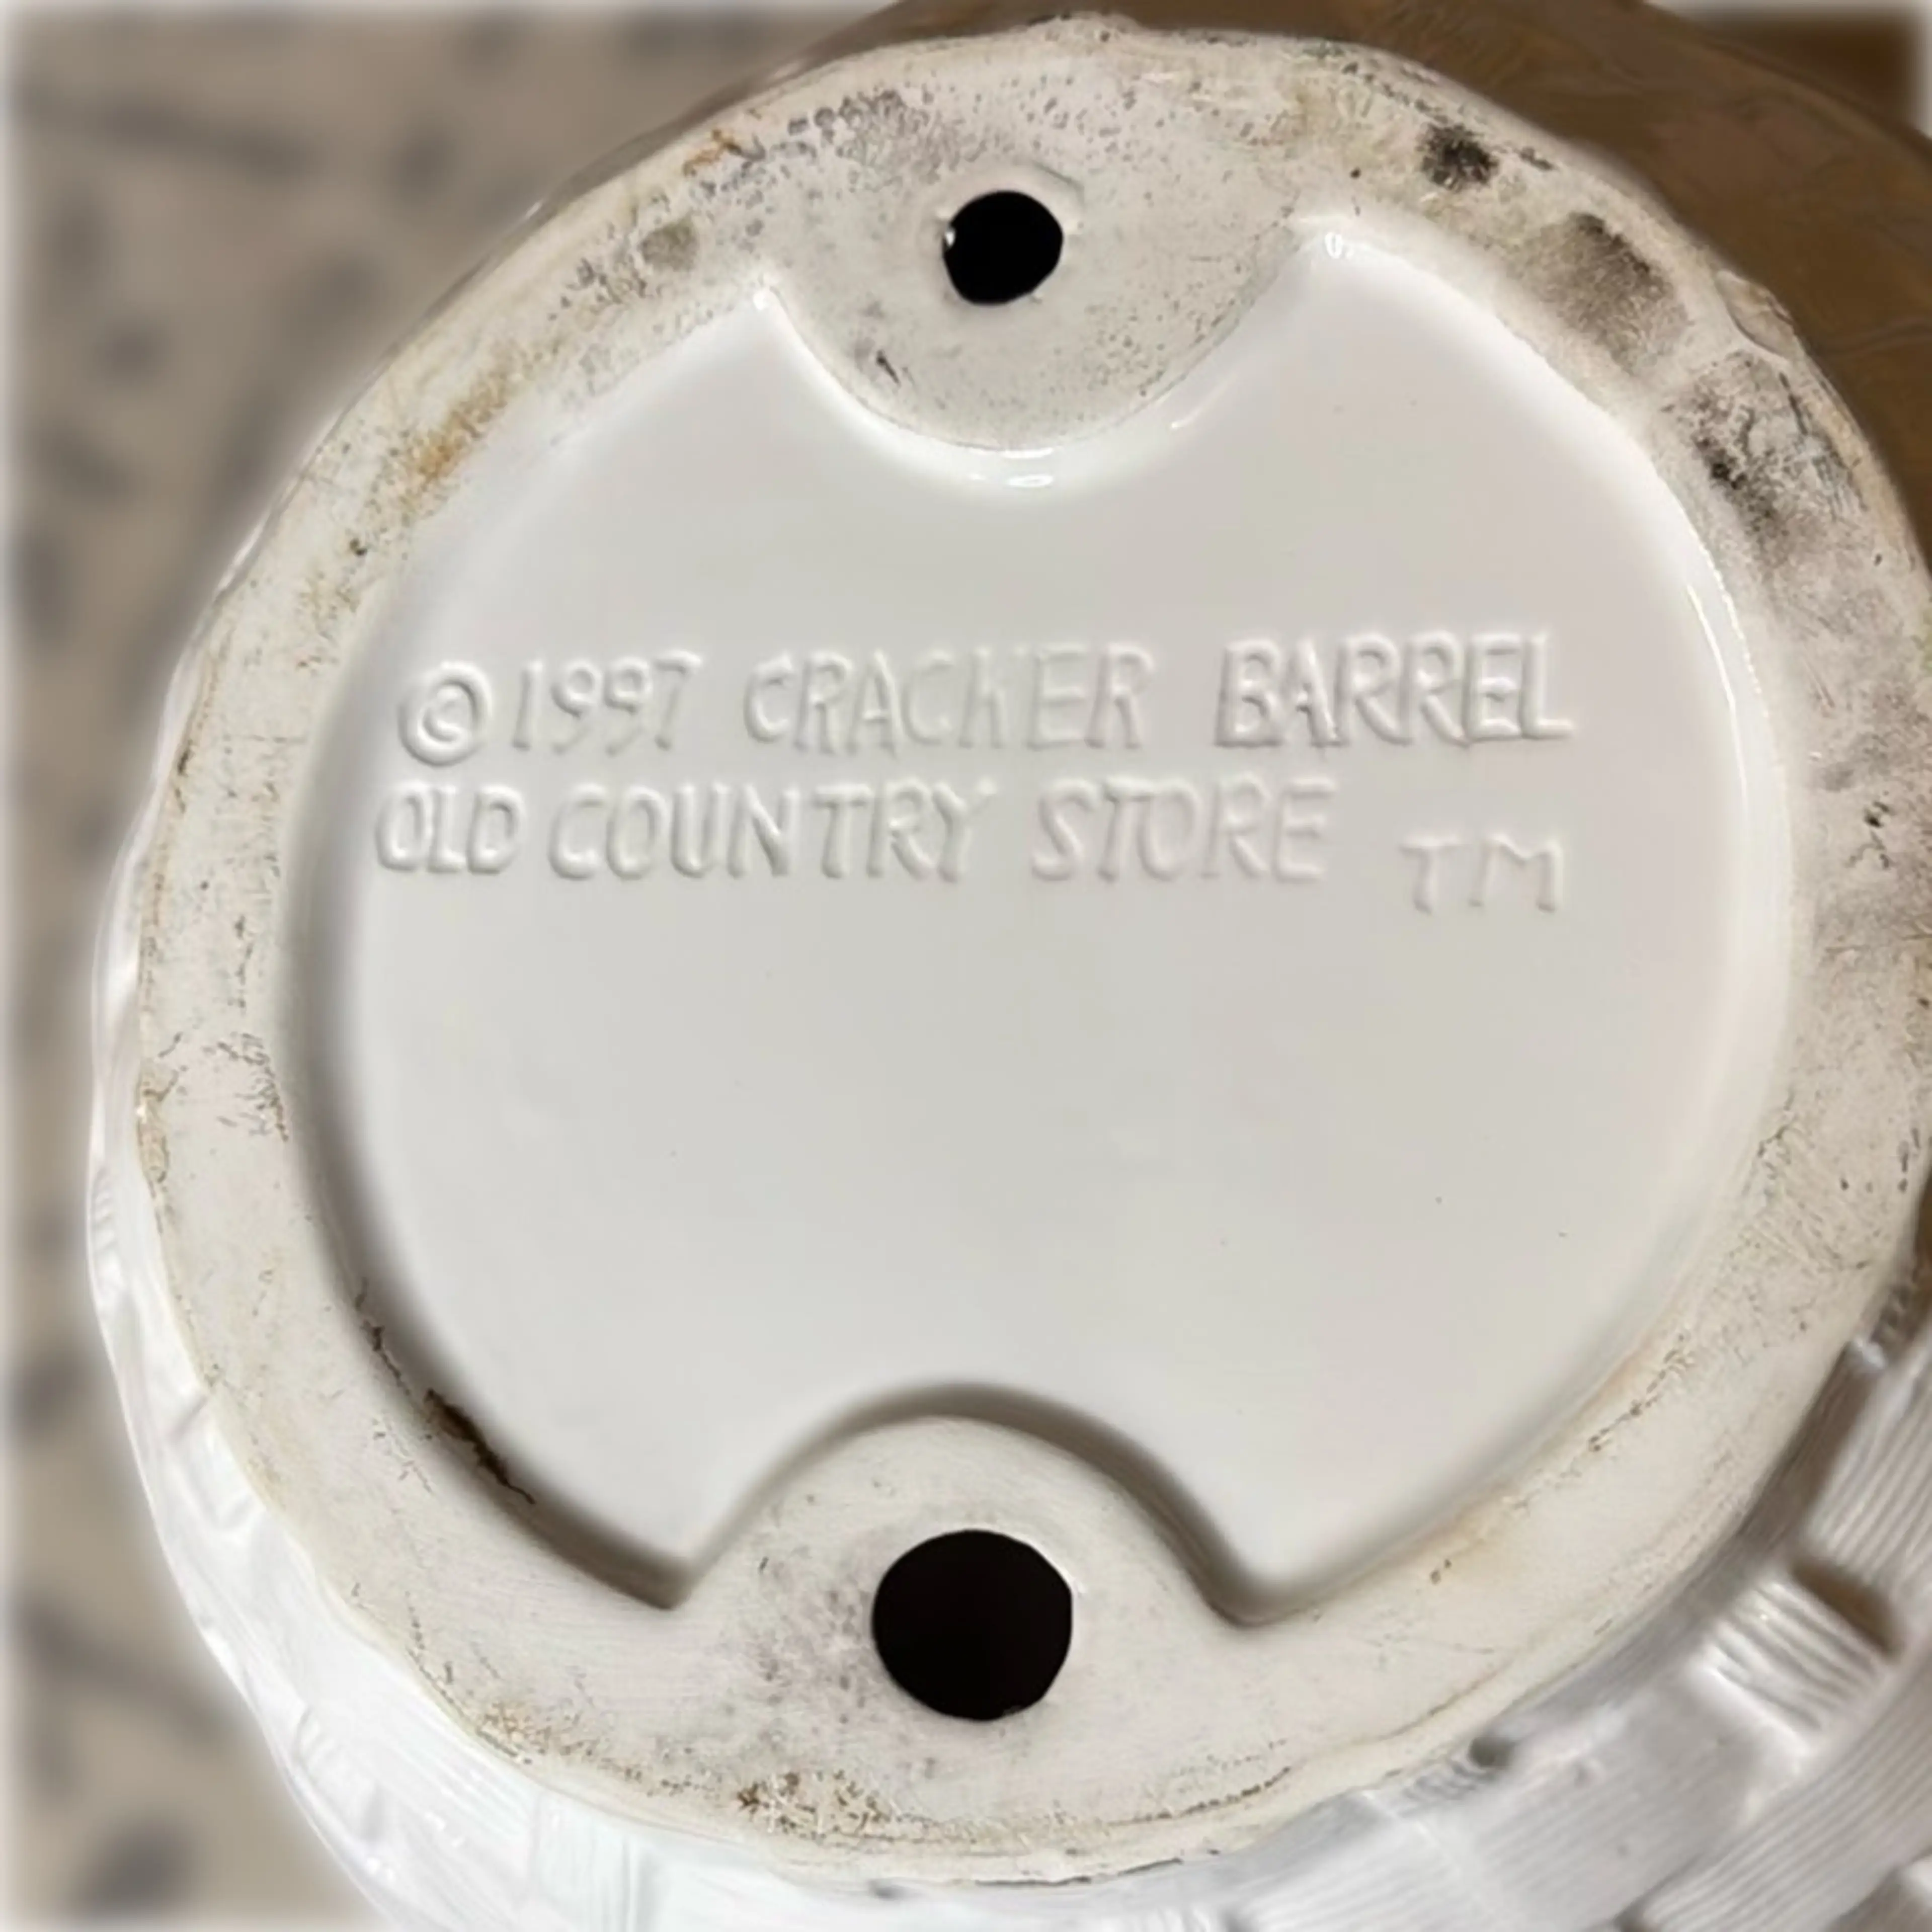 ©1997 CRACKER BARREL
OLD COUNTRY STORE TM